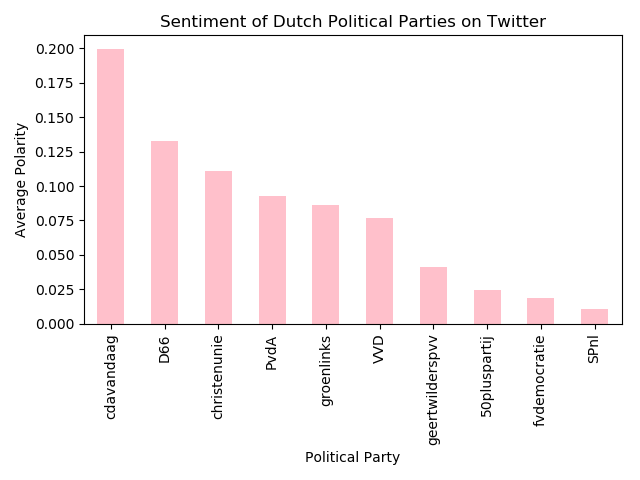 Sentiment of Dutch Political Parties on Twitter
Average Polarity
0.200
0.175
0.150
0.125
0.100
0.075
0.050
0.025
0.000
cdavandaag
D66
christenunie
PvdA
groenlinks
VVD
geertwilderspvv
50pluspartij
fvdemocratie
SPnl
Political Party